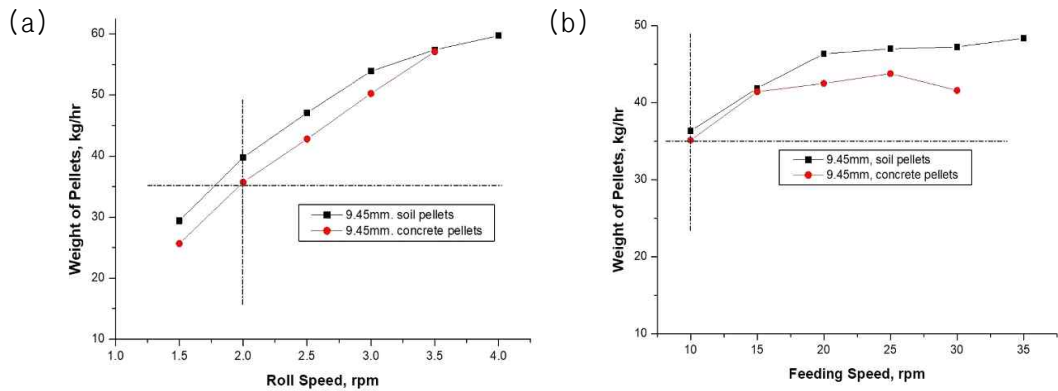 (a)
Weight of Pellets, kg/hr
60
50
40
30
20
10
9.45mm. soil pellets
9.45mm. concrete pellets
1.0 1.5 2.0 2.5 3.0 3.5 4.0
Roll Speed, rpm
(b)
Weight of Pellets, kg/hr
50
40
30
20
10
9.45mm, soil pellets
9.45mm, concrete pellets
10 15 20 25 30 35
Feeding Speed, rpm